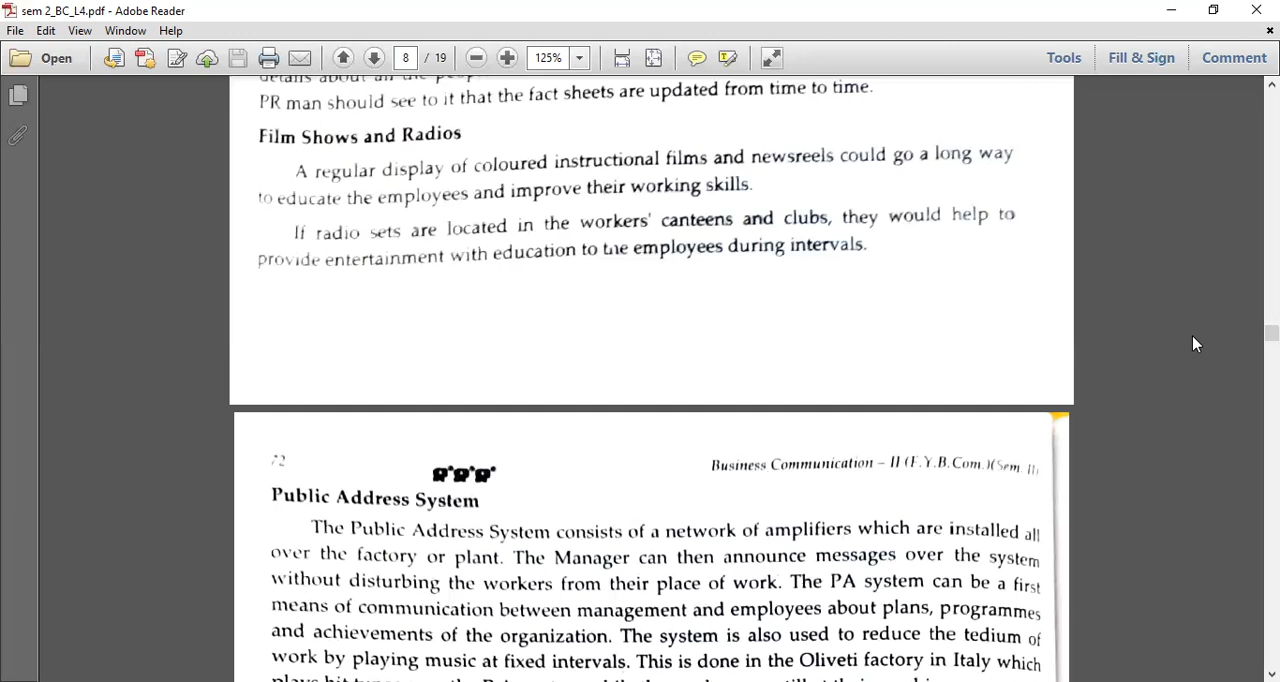 sem 2_BC_L4.pdf - Adobe Reader
File Edit View Window Help
Open 8 / 19 125% Tools Fill & Sign Comment
details about all the
PR man should see to it that the fact sheets are updated from time to time.
Film Shows and Radios
A regular display of coloured instructional films and newsreels could go a long way
to educate the employees and improve their working skills.
If radio sets are located in the workers' canteens and clubs, they would help to
provide entertainment with education to the employees during intervals.
72 Business Communication – II (F.Y.B.Com.)(Sem. II)
Public Address System
The Public Address System consists of a network of amplifiers which are installed all
over the factory or plant. The Manager can then announce messages over the system
without disturbing the workers from their place of work. The PA system can be a first
means of communication between management and employees about plans, programmes
and achievements of the organization. The system is also used to reduce the tedium of
work by playing music at fixed intervals. This is done in the Oliveti factory in Italy which